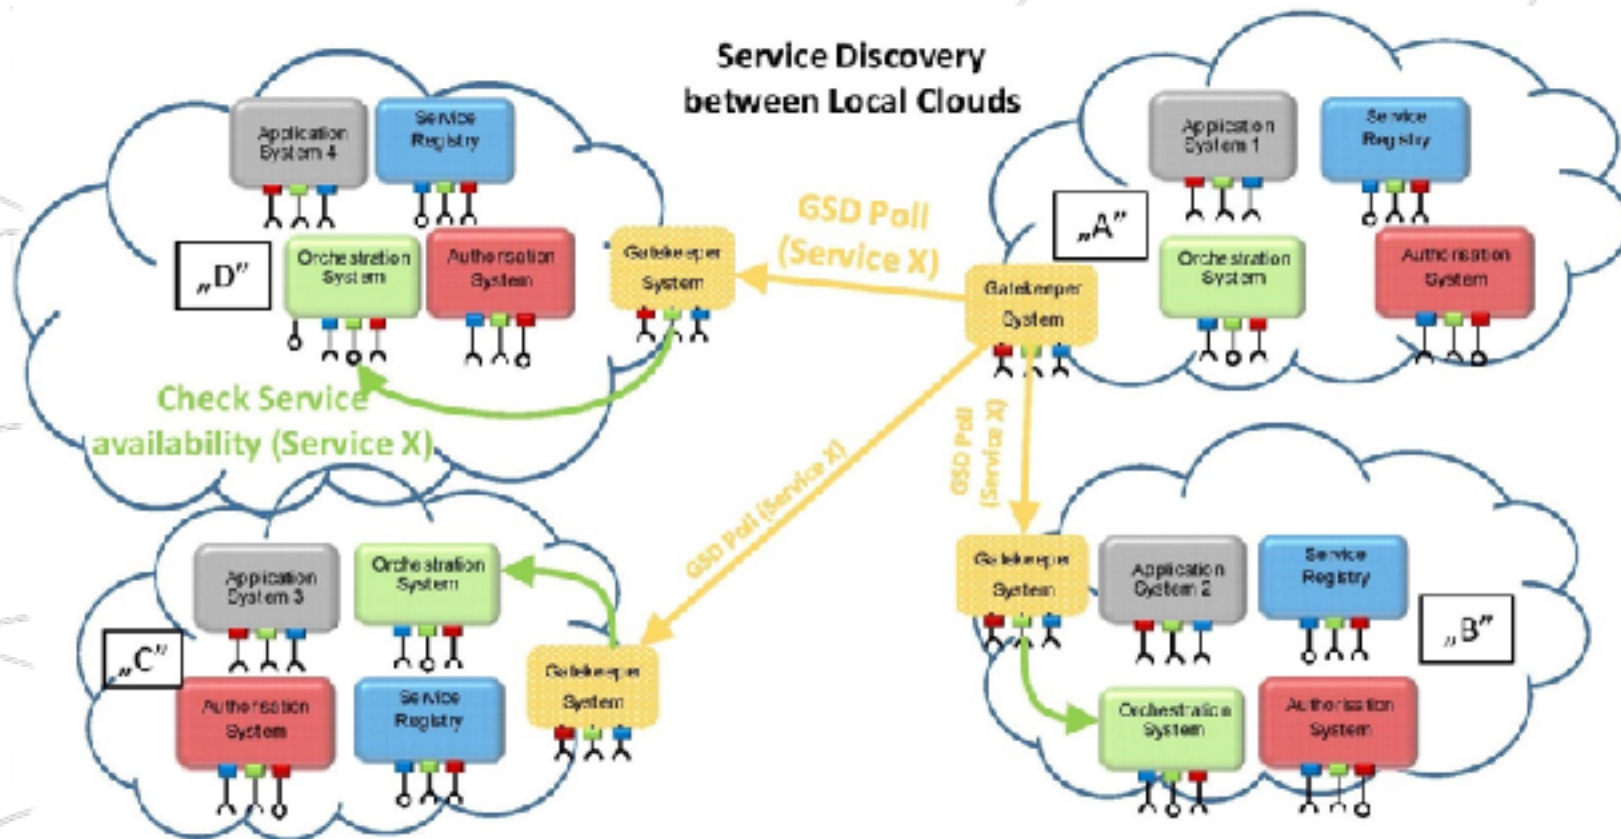 Service Discovery
between Local Clouds
Application
System 4
Service
Registry
„D”
Orchestration
System
Authorisation
System
Gatekeeper
System
Check Service
availability (Service X)
GSD Poll
(Service X)
Application
System 1
Service
Registry
„A”
Gatekeeper
System
Orchestration
System
Authorisation
System
GSD Poll (Service X)
GSD Poll
(Service X)
Application
System 3
Orchestration
System
„C”
Authorisation
System
Service
Registry
Gatekeeper
System
Gatekeeper
System
Application
System 2
Service
Registry
„B”
Orchestration
System
Authorisation
System